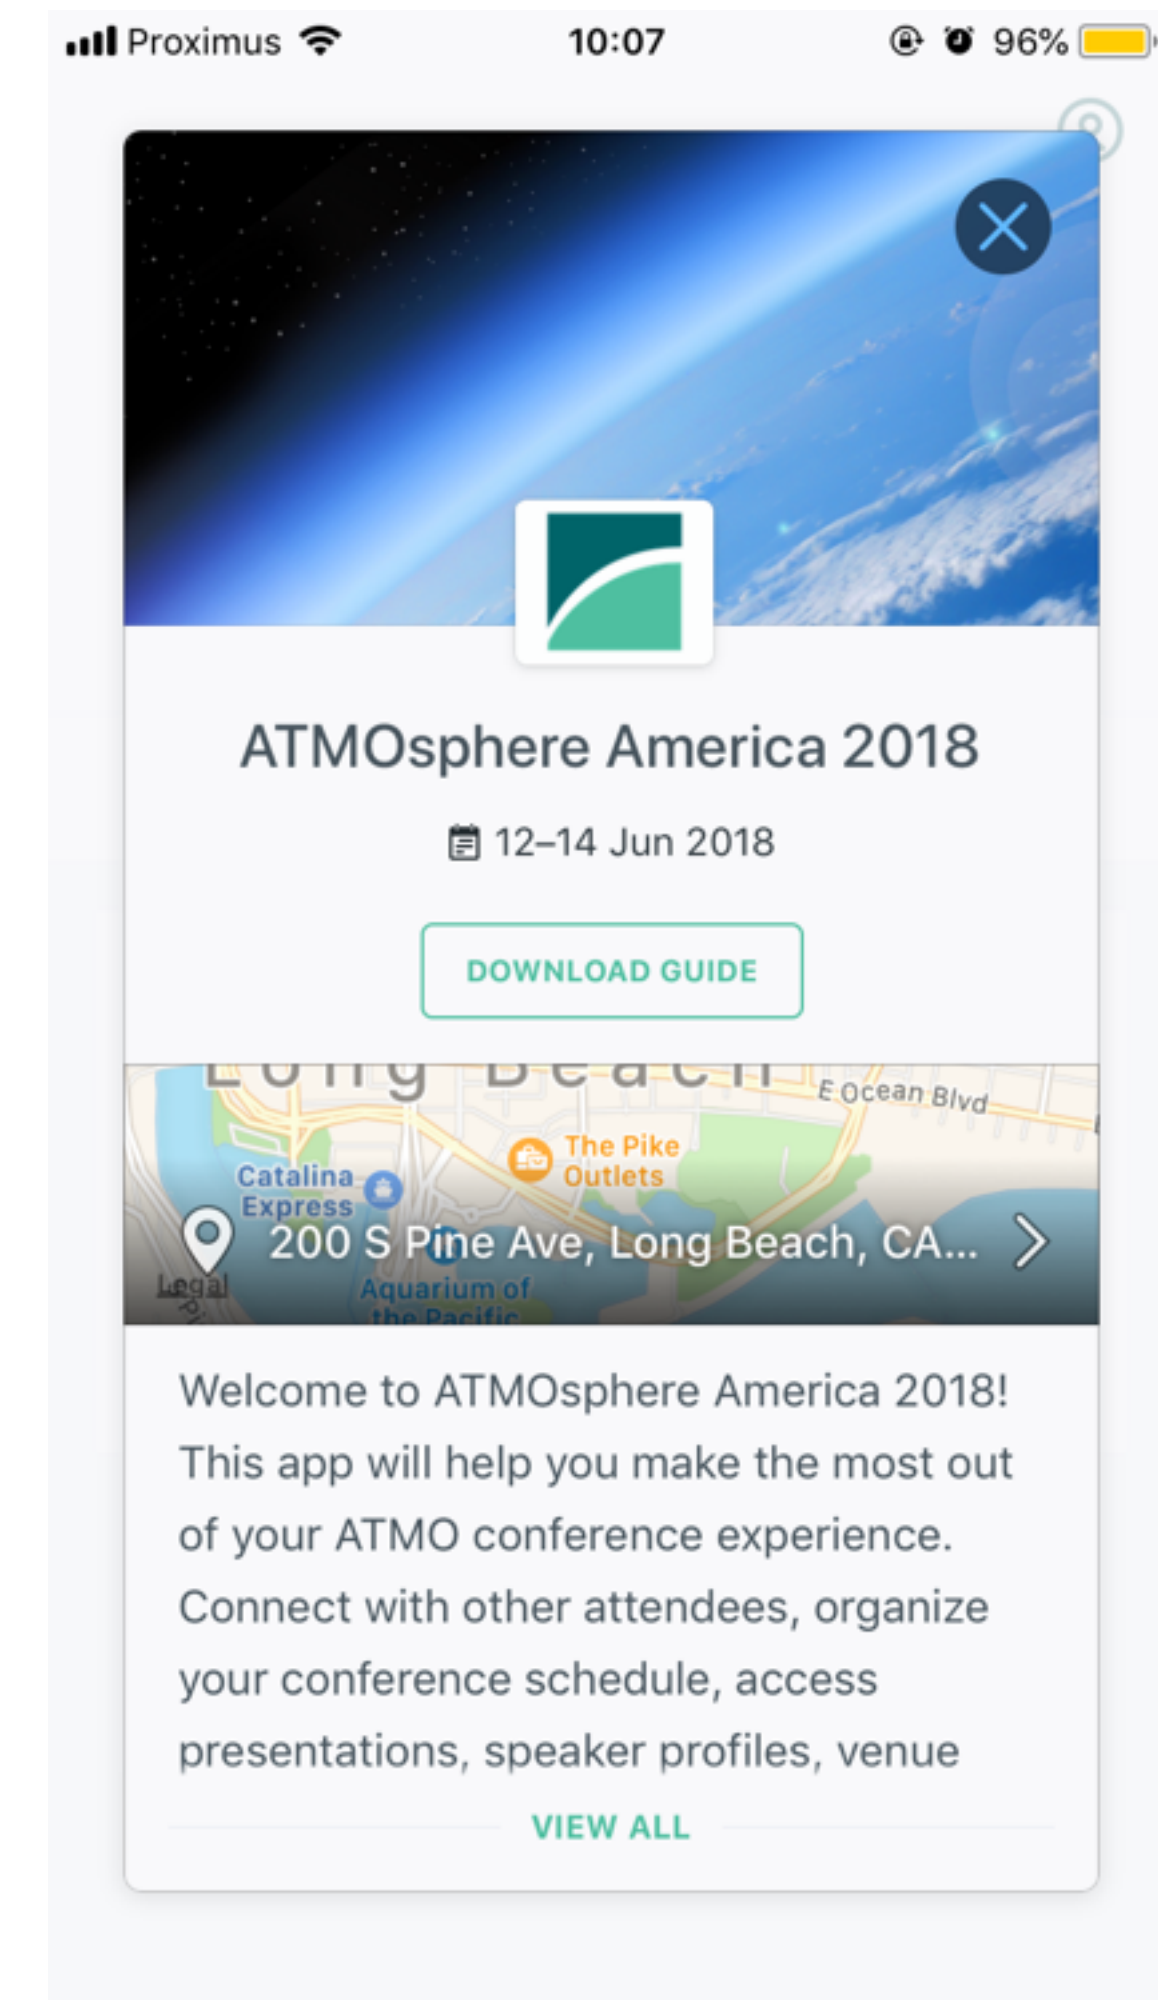 Proximus 10:07 96%
ATMOsphere America 2018
12–14 Jun 2018
DOWNLOAD GUIDE
Long Beach
E Ocean Blvd
The Pike
Outlets
Catalina
Express
200 S Pine Ave, Long Beach, CA...
Legal
Aquarium of
the Pacific
Welcome to ATMOsphere America 2018!
This app will help you make the most out
of your ATMO conference experience.
Connect with other attendees, organize
your conference schedule, access
presentations, speaker profiles, venue
VIEW ALL